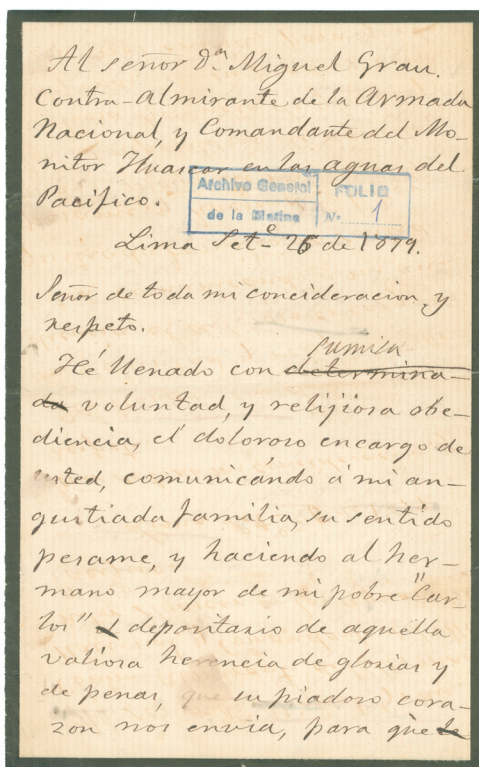 Al señor Dn. Miguel Grau.
Contra-Almirante de la Armada
Nacional, y Comandante del Mo-
nitor Huascar en las aguas del
Pacífico.
Archivo General
de la Marina
FOLIO
Nº 1
Lima Set.e 26 de 1879.
Señor de toda mi concideracion, y
respeto.
sumisa
Hé llenado con determina-
da voluntad, y relijiosa obe-
diencia, el doloroso encargo de
usted, comunicando á mi an-
gustiada familia, su sentido
pesame, y haciendo al her-
mano mayor de mi pobre "Car-
los" depositario de aquella
valiosa herencia de glorias y
de penas, que su piadoso cora-
zon nos envia, para que